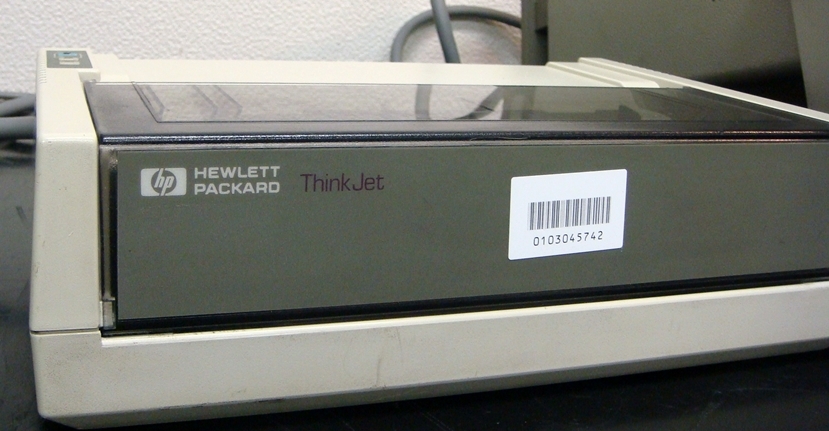 hp HEWLETT
PACKARD
ThinkJet
0103045742